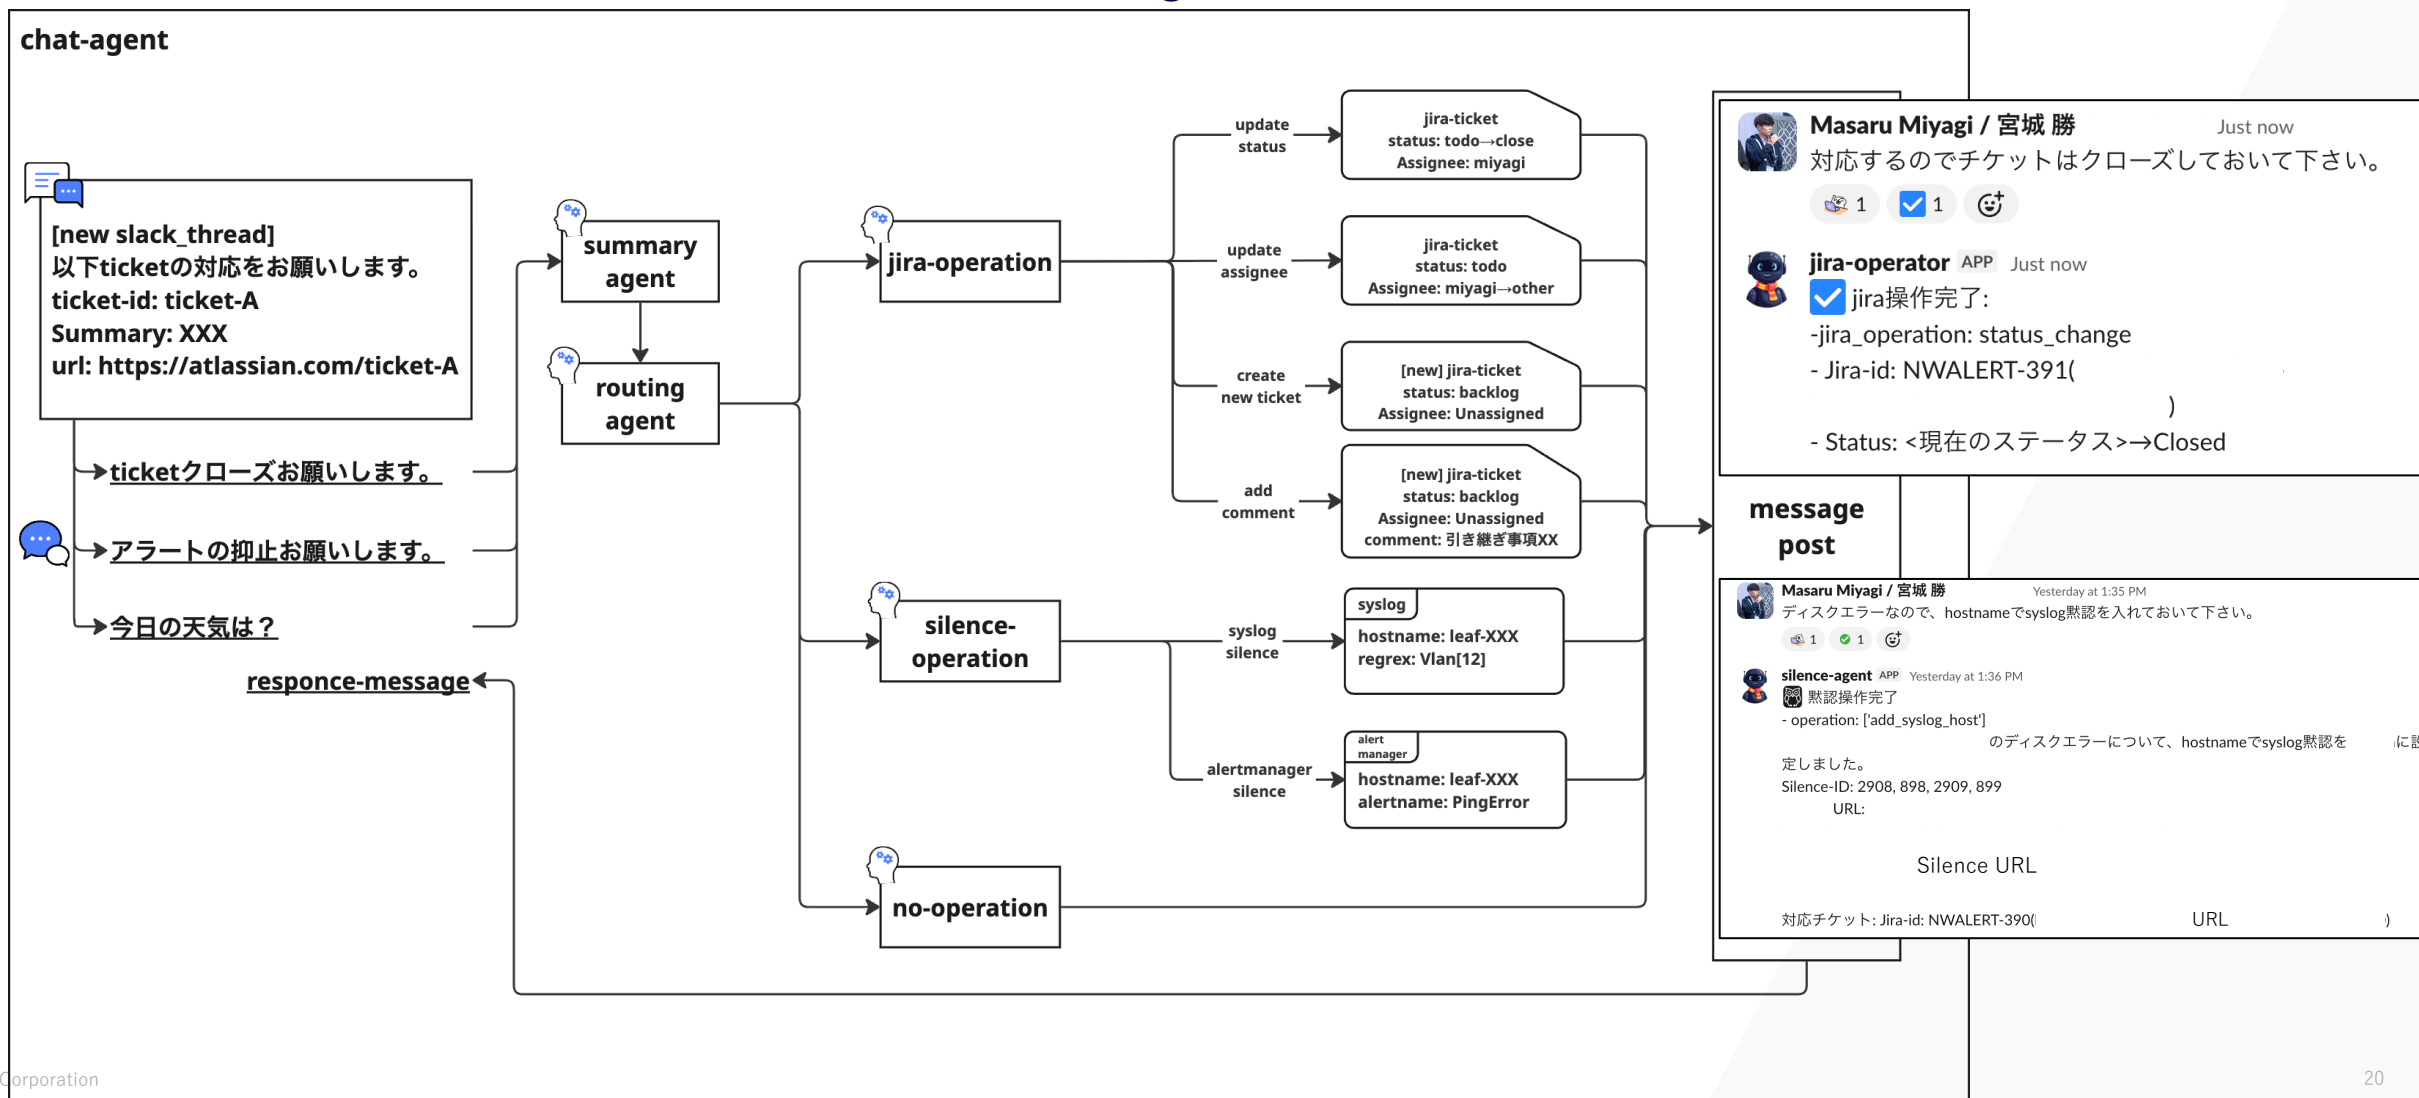 chat-agent
[new slack_thread]
以下ticketの対応をお願いします。
ticket-id: ticket-A
Summary: XXX
url: https://atlassian.com/ticket-A
ticketクローズお願いします。
アラートの抑止お願いします。
今日の天気は？
responce-message
summary
agent
routing
agent
jira-operation
update
status
jira-ticket
status: todo→close
Assignee: miyagi
update
assignee
jira-ticket
status: todo
Assignee: miyagi→other
create
new ticket
[new] jira-ticket
status: backlog
Assignee: Unassigned
add
comment
[new] jira-ticket
status: backlog
Assignee: Unassigned
comment: 引き継ぎ事項XX
silence-
operation
syslog
silence
syslog
hostname: leaf-XXX
regrex: Vlan[12]
alertmanager
silence
alert
manager
hostname: leaf-XXX
alertname: PingError
no-operation
message
post
Masaru Miyagi / 宮城 勝 Just now
対応するのでチケットはクローズしておいて下さい。
1 1
jira-operator APP Just now
jira操作完了:
-jira_operation: status_change
- Jira-id: NWALERT-391(
)
- Status: <現在のステータス>→Closed
Masaru Miyagi / 宮城 勝 Yesterday at 1:35 PM
ディスクエラーなので、hostnameでsyslog黙認を入れておいて下さい。
1 1
silence-agent APP Yesterday at 1:36 PM
黙認操作完了
- operation: ['add_syslog_host']
のディスクエラーについて、hostnameでsyslog黙認を に設
定しました。
Silence-ID: 2908, 898, 2909, 899
URL:
Silence URL
対応チケット: Jira-id: NWALERT-390( URL )
Corporation
20